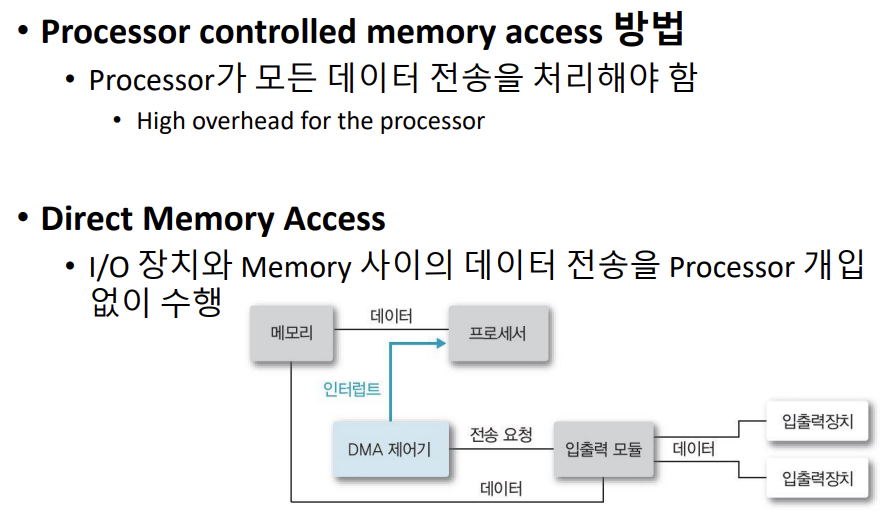 • Processor controlled memory access 방법
• Processor가 모든 데이터 전송을 처리해야 함
• High overhead for the processor
• Direct Memory Access
• I/O 장치와 Memory 사이의 데이터 전송을 Processor 개입
없이 수행
메모리
데이터
프로세서
인터럽트
DMA 제어기
전송 요청
입출력 모듈
데이터
입출력장치
입출력장치
데이터